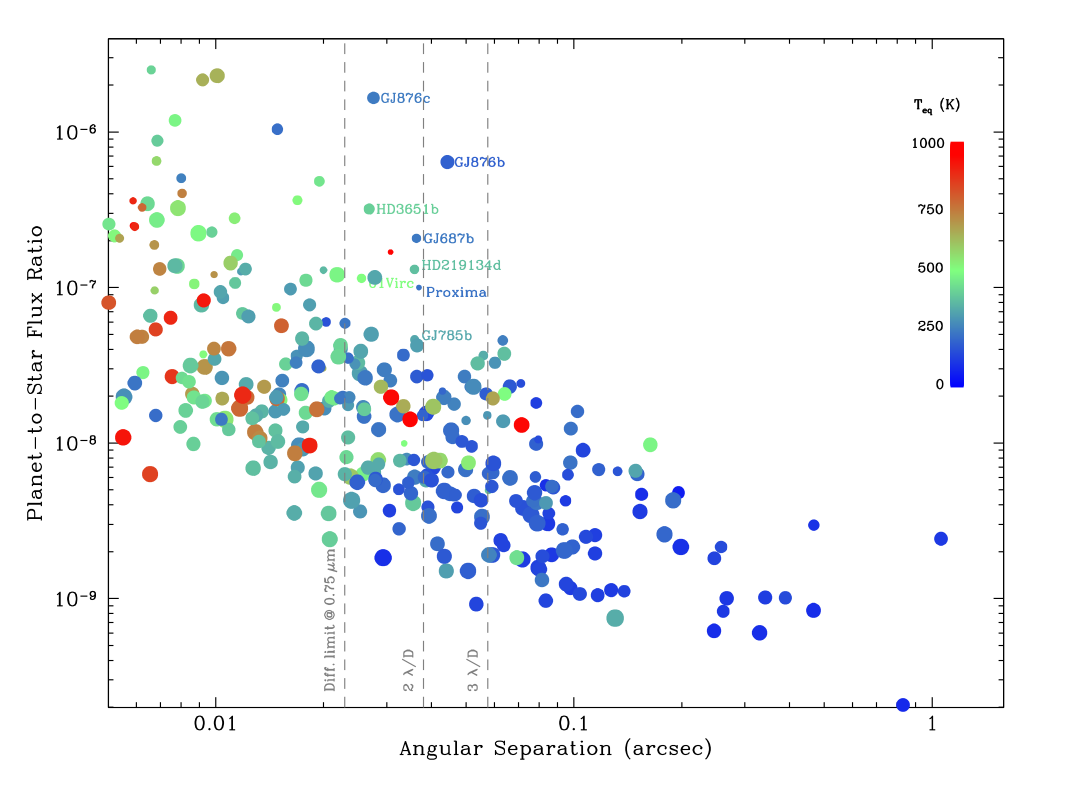 T_eq (K)
GJ876c
10^-6
1000
GJ876b
750
HD3651b
GJ687b
HD219134d
500
61Virc
10^-7
Proxima
250
GJ785b
0
10^-8
10^-9
Planet-to-Star Flux Ratio
Diff. limit @ 0.75 μm
2 λ/D
3 λ/D
0.01
0.1
1
Angular Separation (arcsec)